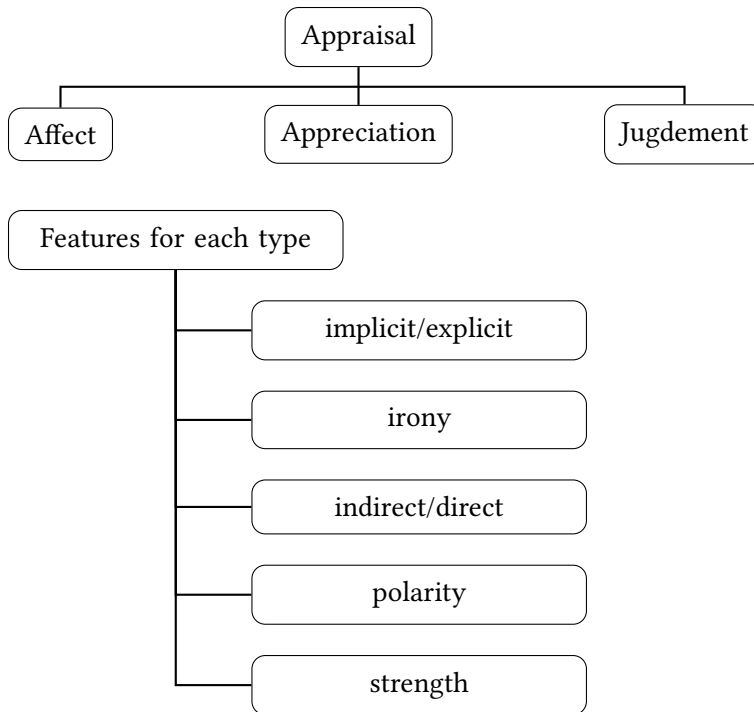 Appraisal
Affect
Appreciation
Jugdement
Features for each type
implicit/explicit
irony
indirect/direct
polarity
strength